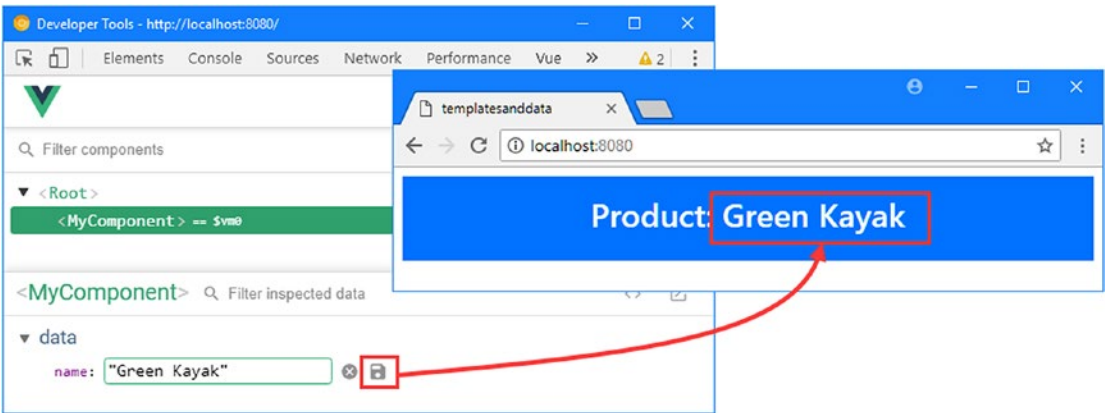 Developer Tools - http://localhost:8080/
Elements Console Sources Network Performance Vue » 2
templatesanddata
localhost:8080
Filter components
▼ <Root>
<MyComponent> == $vm0
Product: Green Kayak
<MyComponent> Filter inspected data
▼ data
name: "Green Kayak"